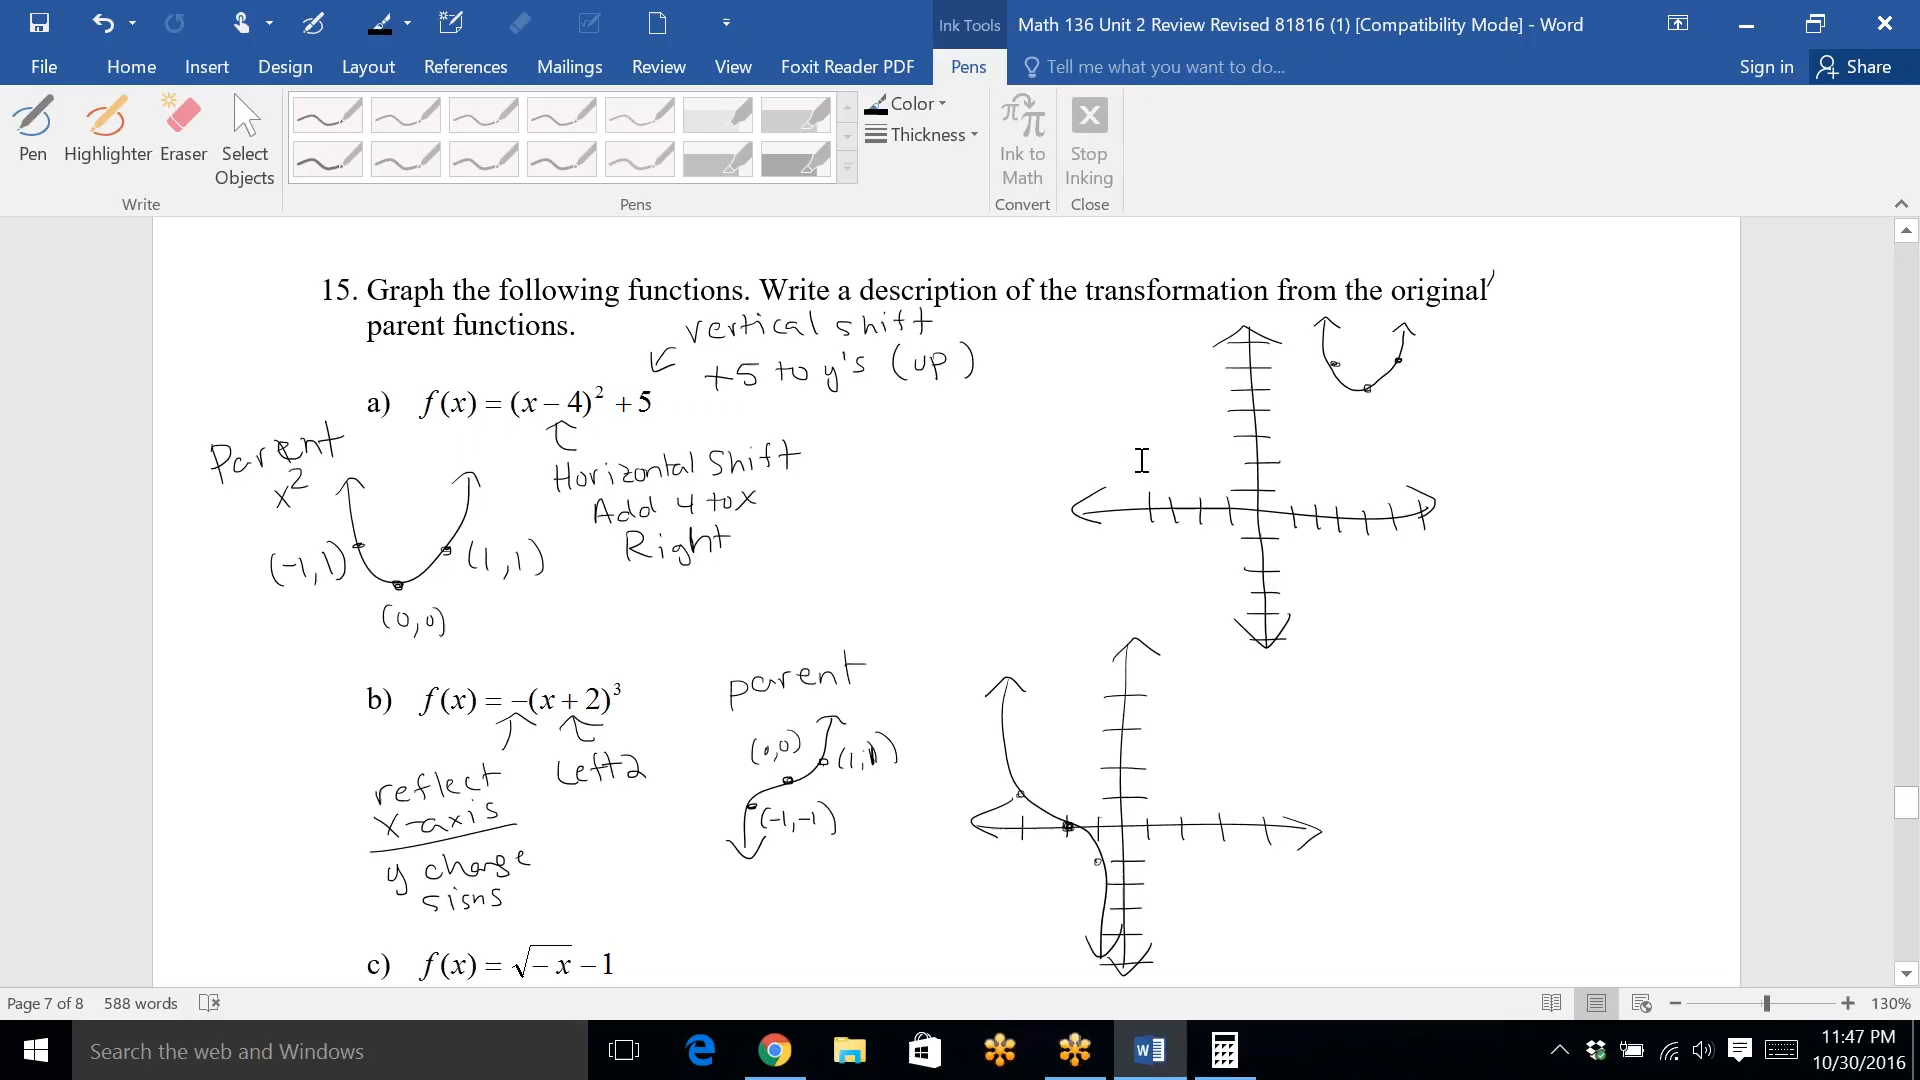 Ink Tools
Math 136 Unit 2 Review Revised 81816 (1) [Compatibility Mode] - Word
File Home Insert Design Layout References Mailings Review View Foxit Reader PDF Pens Tell me what you want to do... Sign in Share
Pen Highlighter Eraser Select Objects
Color
Thickness
Ink to Math
Stop Inking
Write Pens Convert Close
15. Graph the following functions. Write a description of the transformation from the original
parent functions.
vertical shift
+5 to y's (up)
a) f(x) = (x − 4)² + 5
Parent
x²
Horizontal Shift
Add 4 to x
Right
(-1,1)
(1,1)
(0,0)
b) f(x) = −(x + 2)³
parent
(0,0)
(1,1)
(-1,-1)
Left 2
reflect
x-axis
y change
signs
c) f(x) = √−x − 1
Page 7 of 8 588 words 130%
Search the web and Windows
11:47 PM
10/30/2016